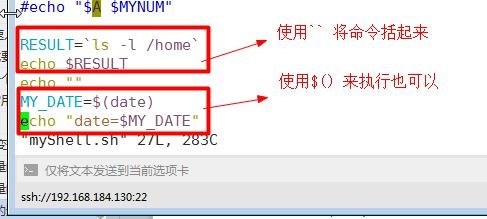 #echo "$A $MYNUM"
RESULT=`ls -l /home`
echo $RESULT
echo ""
MY_DATE=$(date)
echo "date=$MY_DATE"
"myShell.sh" 27L, 283C
使用`` 将命令括起来
使用$() 来执行也可以
仅将文本发送到当前选项卡
ssh://192.168.184.130:22